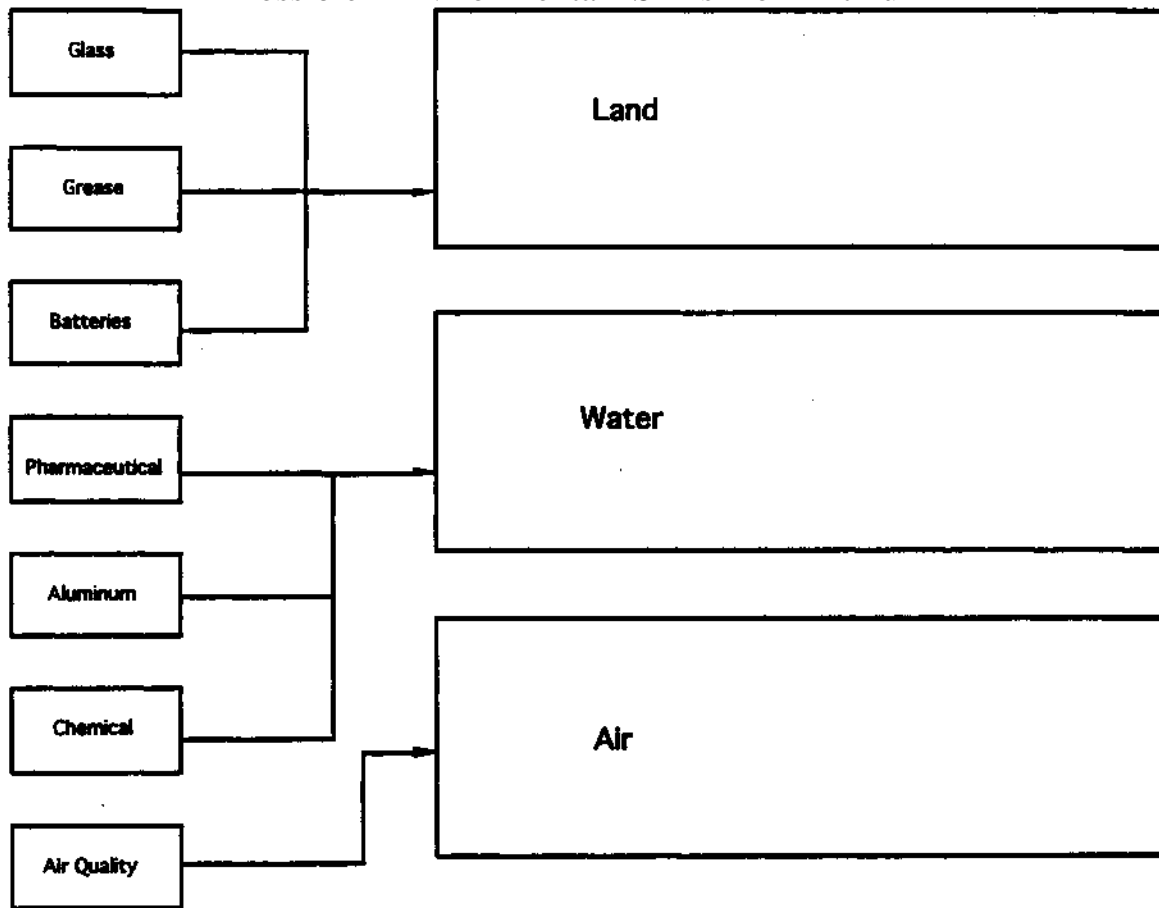 Glass
Land
Grease
Batteries
Water
Pharmaceutical
Aluminum
Chemical
Air
Air Quality